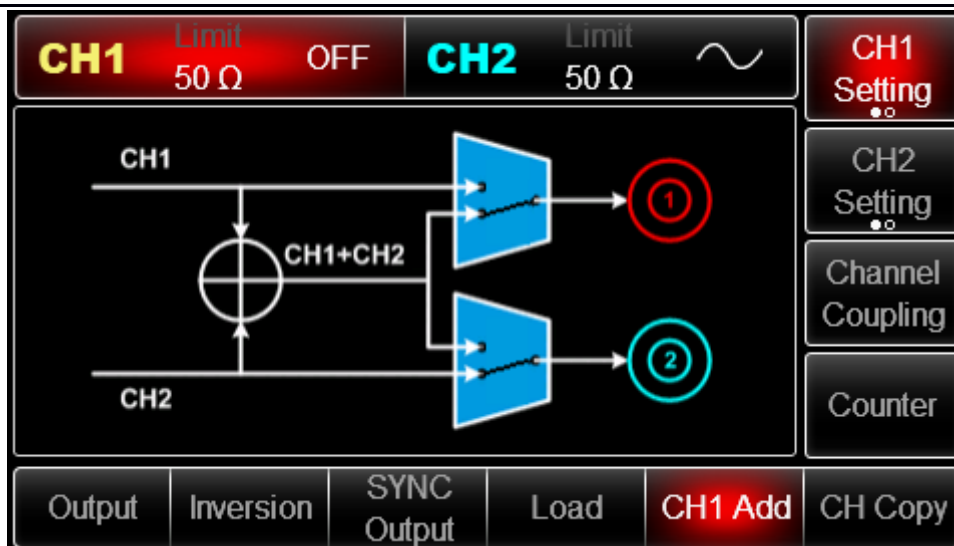 CH1
Limit
50 Ω
OFF
CH2
Limit
50 Ω
CH1
Setting
CH1
CH1+CH2
CH2
1
2
CH2
Setting
Channel
Coupling
Counter
Output
Inversion
SYNC
Output
Load
CH1 Add
CH Copy